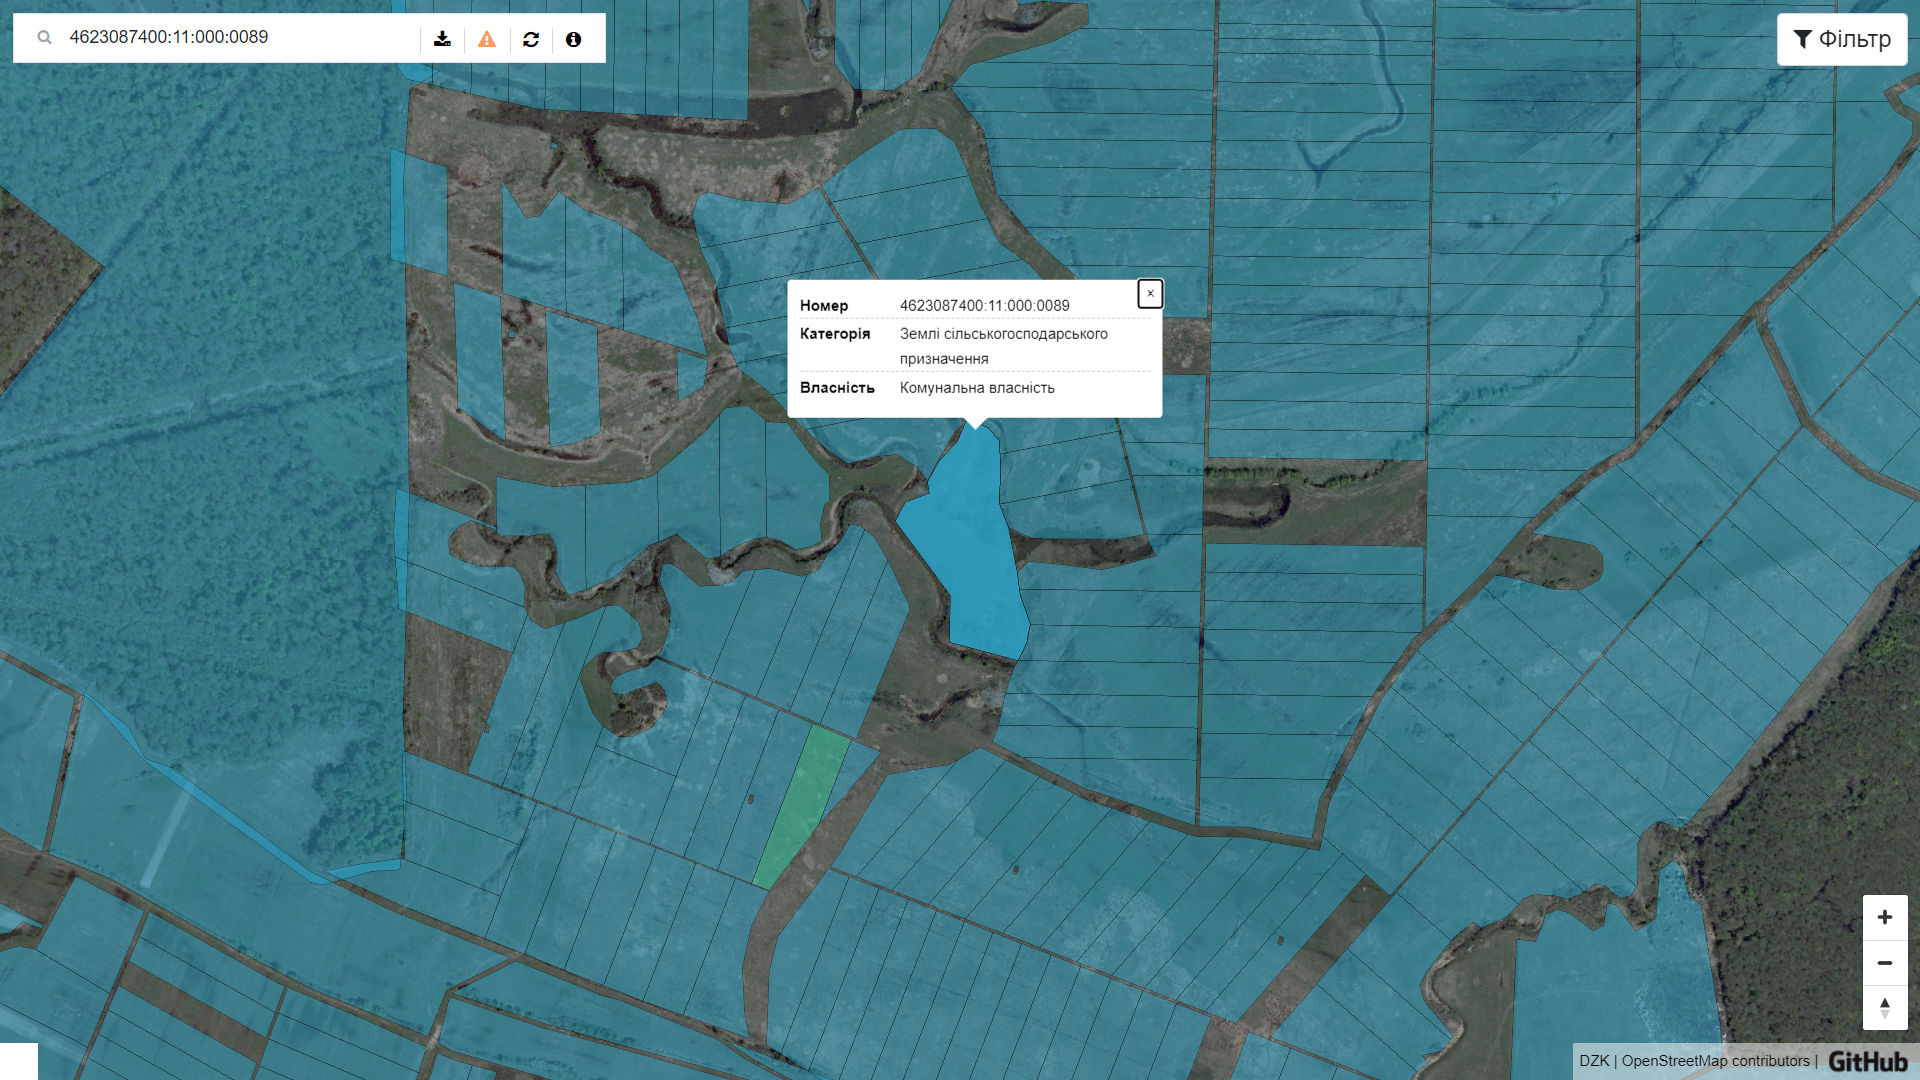 4623087400:11:000:0089
Фільтр
Номер 4623087400:11:000:0089
Категорія Землі сільськогосподарського
призначення
Власність Комунальна власність
DZK | OpenStreetMap contributors | GitHub